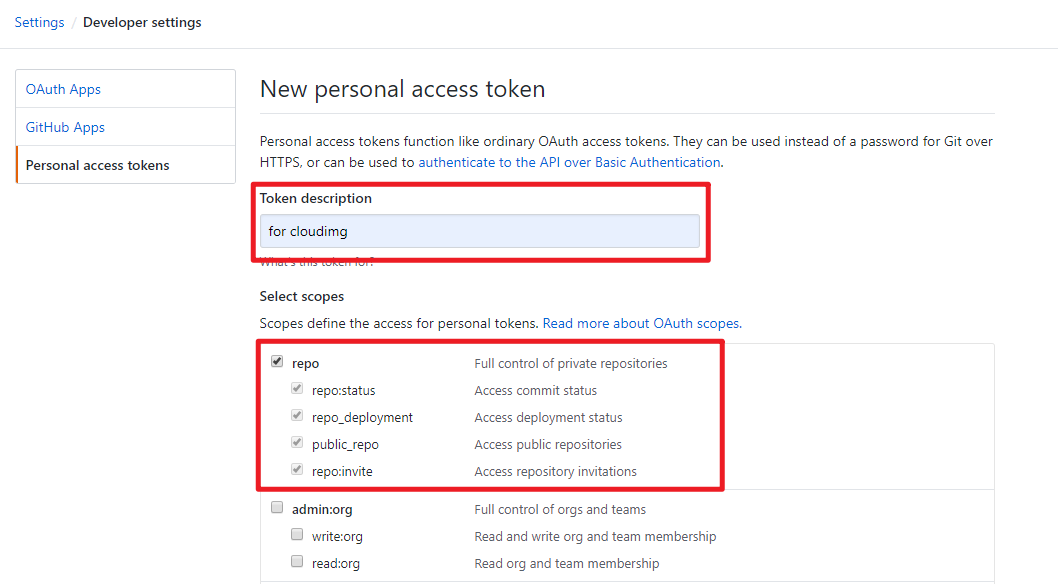 Settings / Developer settings
OAuth Apps
GitHub Apps
Personal access tokens
New personal access token
Personal access tokens function like ordinary OAuth access tokens. They can be used instead of a password for Git over
HTTPS, or can be used to authenticate to the API over Basic Authentication.
Token description
for cloudimg
What's this token for?
Select scopes
Scopes define the access for personal tokens. Read more about OAuth scopes.
repo Full control of private repositories
repo:status Access commit status
repo_deployment Access deployment status
public_repo Access public repositories
repo:invite Access repository invitations
admin:org Full control of orgs and teams
write:org Read and write org and team membership
read:org Read org and team membership